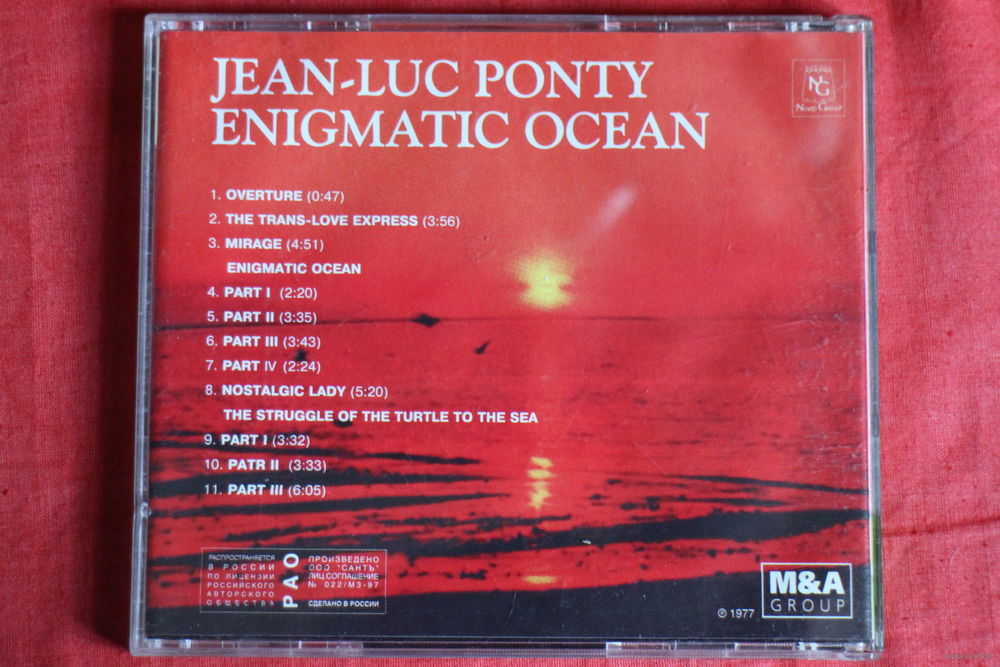 JEAN-LUC PONTY
ENIGMATIC OCEAN
NG
NORD GROUP
1. OVERTURE (0:47)
2. THE TRANS-LOVE EXPRESS (3:56)
3. MIRAGE (4:51)
ENIGMATIC OCEAN
4. PART I (2:20)
5. PART II (3:35)
6. PART III (3:43)
7. PART IV (2:24)
8. NOSTALGIC LADY (5:20)
THE STRUGGLE OF THE TURTLE TO THE SEA
9. PART I (3:32)
10. PATR II (3:33)
11. PART III (6:05)
РАСПРОСТРАНЯЕТСЯ
В РОССИИ
ПО ЛИЦЕНЗИИ
РОССИЙСКОГО
АВТОРСКОГО
ОБЩЕСТВА
РАО
ПРОИЗВЕДЕНО
ООО "САНТЪ"
ЛИЦ.СОГЛАШЕНИЕ
№ 022/МЗ-97
СДЕЛАНО В РОССИИ
℗ 1977
M&A
GROUP